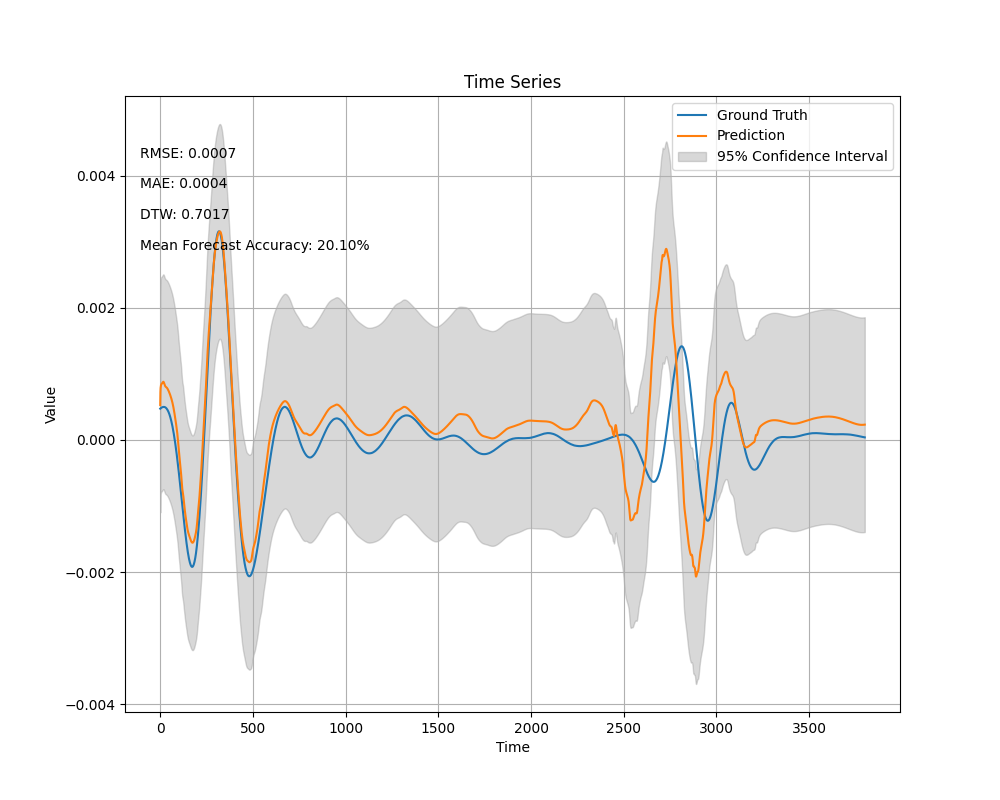 Time Series
Ground Truth
Prediction
95% Confidence Interval
RMSE: 0.0007
MAE: 0.0004
DTW: 0.7017
Mean Forecast Accuracy: 20.10%
0.004
0.002
0.000
−0.002
−0.004
Value
0 500 1000 1500 2000 2500 3000 3500
Time